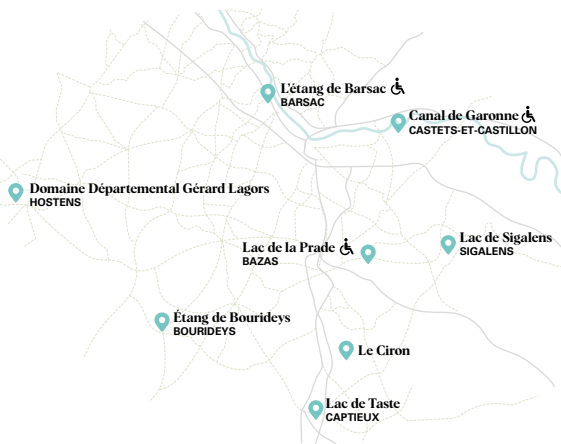 L'étang de Barsac
BARSAC
Canal de Garonne
CASTETS-ET-CASTILLON
Domaine Départemental Gérard Lagors
HOSTENS
Lac de la Prade
BAZAS
Lac de Sigalens
SIGALENS
Étang de Bourideys
BOURIDEYS
Le Ciron
Lac de Taste
CAPTIEUX